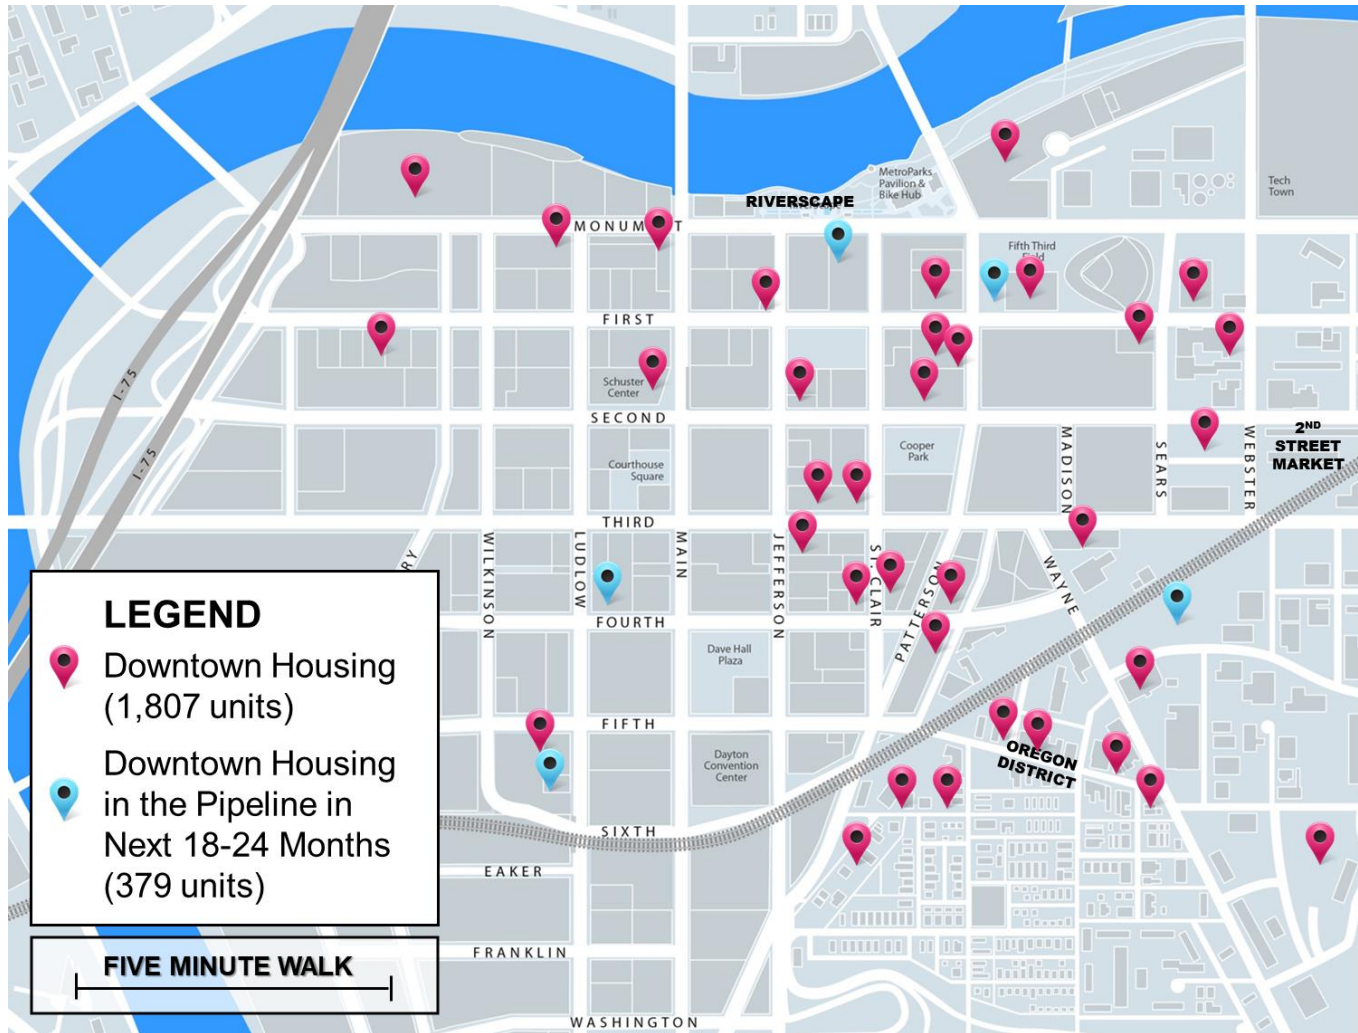 MetroParks
Pavilion &
Bike Hub
Tech
Town
RIVERSCAPE
MONUM T
Fifth Third
FIRST
I-75
Schuster
Center
SECOND
I-75
Courthouse
Square
Cooper
Park
MADISON
SEARS
WEBSTER
2ND
STREET
MARKET
THIRD
RY
WILKINSON
LUDLOW
MAIN
JEFFERSON
ST. CLAIR
PATTERSON
WAYNE
FOURTH
Dave Hall
Plaza
FIFTH
Dayton
Convention
Center
OREGON
DISTRICT
SIXTH
EAKER
FRANKLIN
WASHINGTON
LEGEND
Downtown Housing
(1,807 units)
Downtown Housing
in the Pipeline in
Next 18-24 Months
(379 units)
FIVE MINUTE WALK